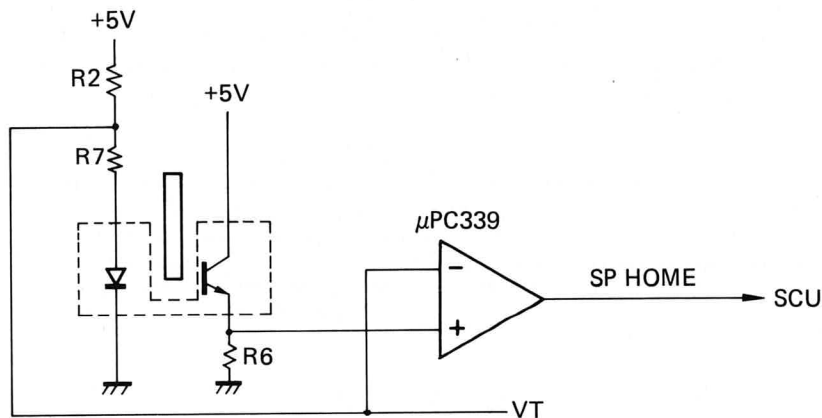 +5V
R2
+5V
R7
μPC339
−
SP HOME
SCU
+
R6
VT